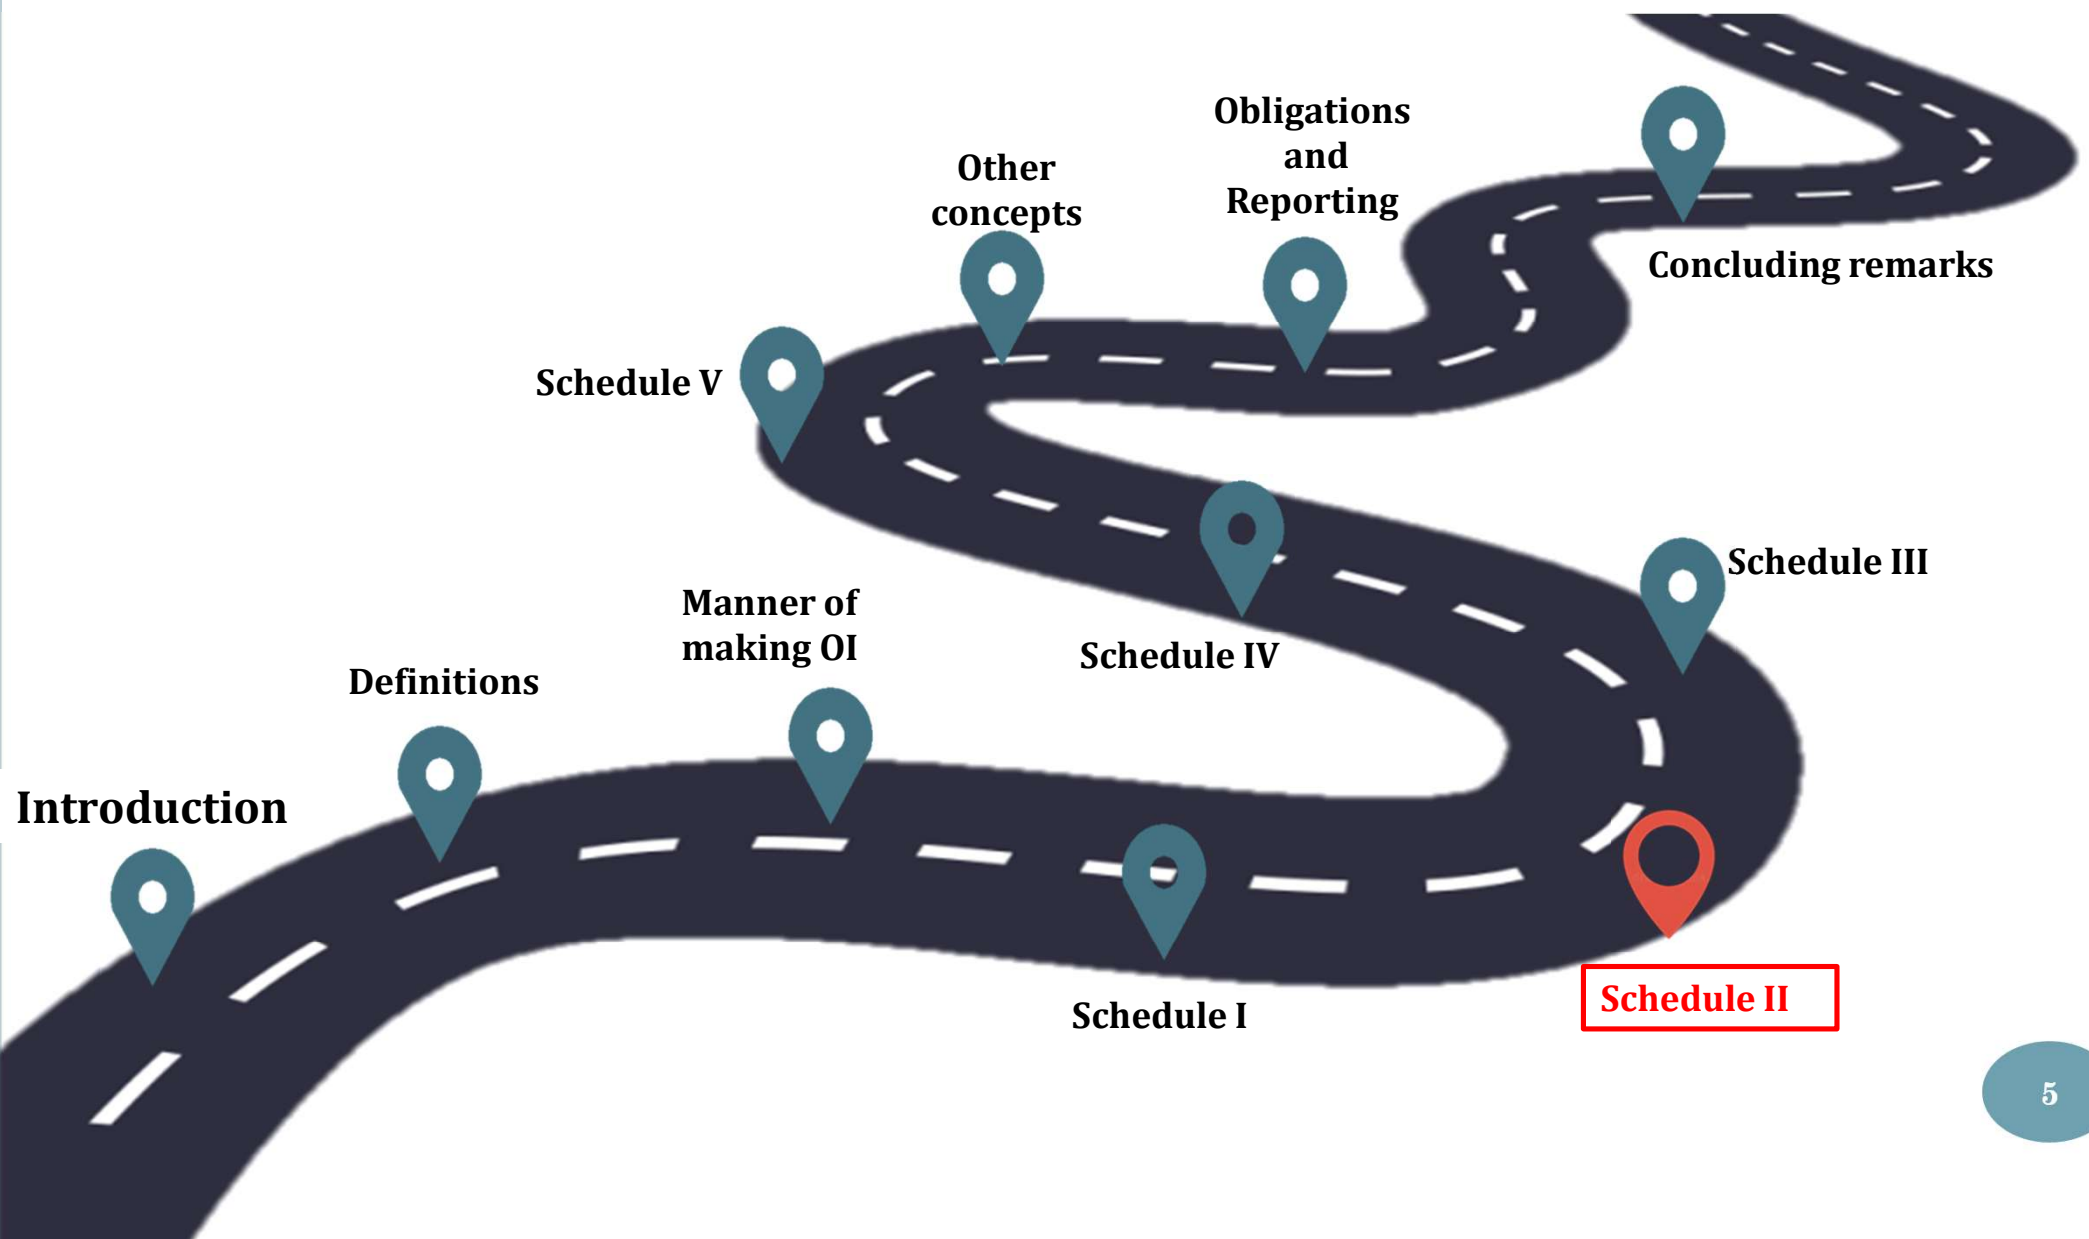 Introduction
Definitions
Manner of
making OI
Schedule I
Schedule II
Schedule III
Schedule IV
Schedule V
Other
concepts
Obligations
and
Reporting
Concluding remarks
5